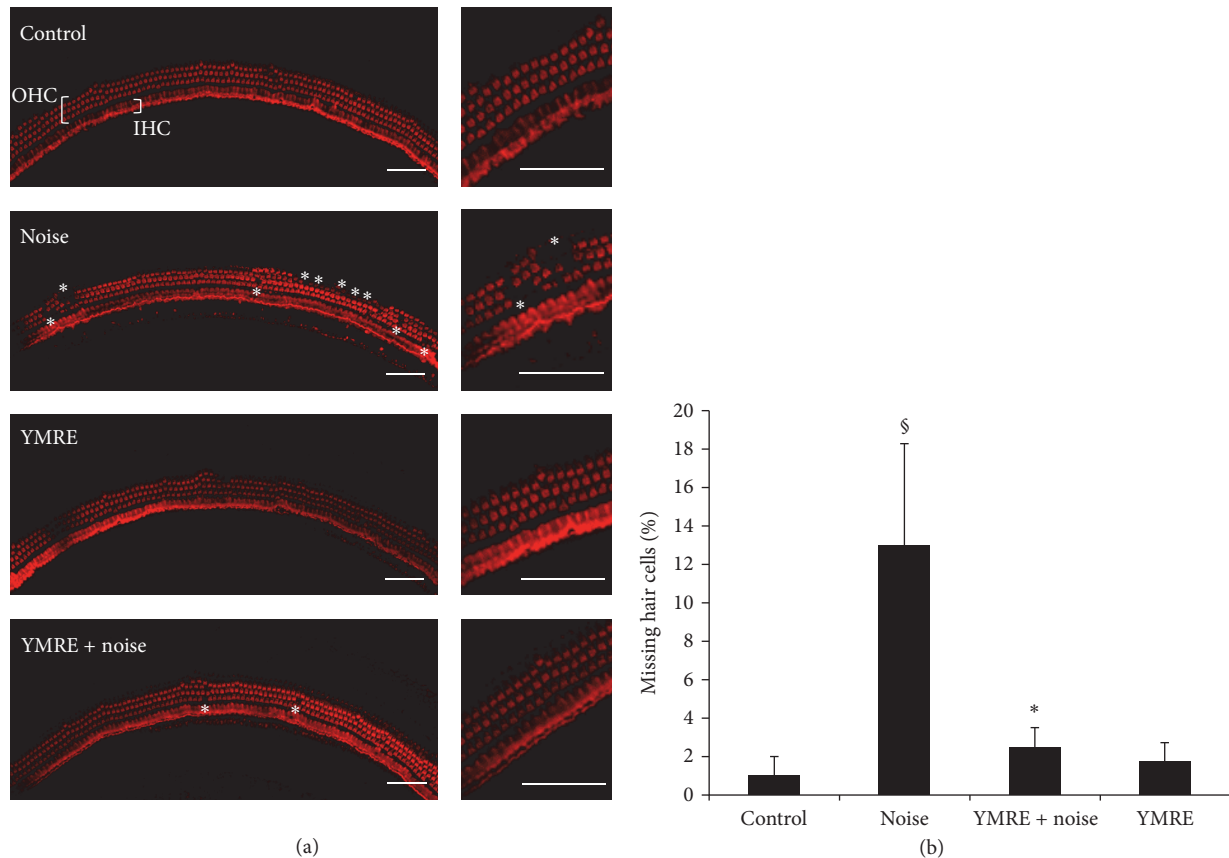 Control
OHC
IHC
Noise
*
*
*
* * * * *
*
*
*
*
YMRE
YMRE + noise
* *
(a)
20
18
16
14
12
10
8
6
4
2
0
Missing hair cells (%)
§
*
Control Noise YMRE + noise YMRE
(b)